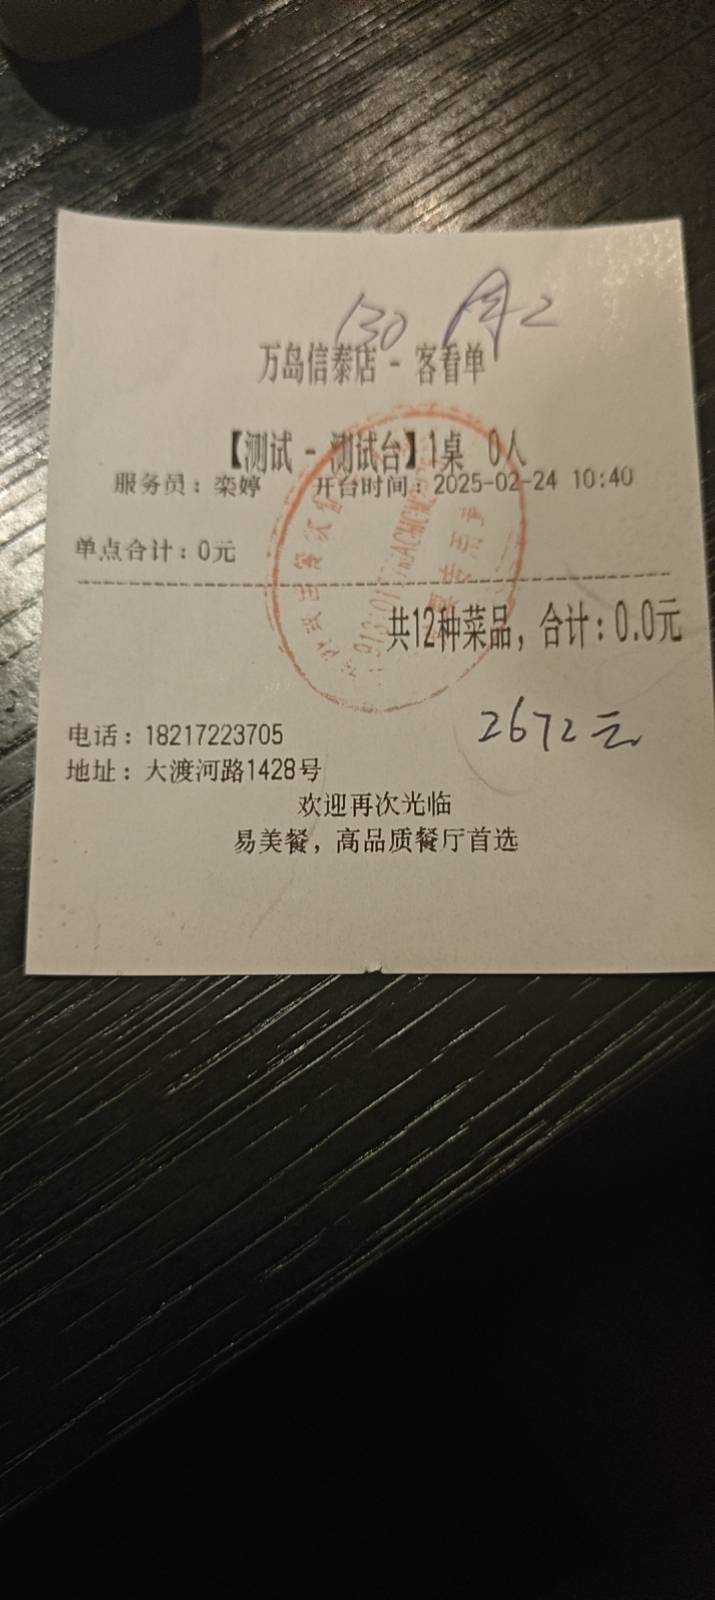 130 周2
万岛信泰店 - 客看单
【测试 - 测试台】1桌 0人
服务员：栾婷 开台时间：2025-02-24 10:40
单点合计：0元
共12种菜品，合计：0.0元
2672元
电话：18217223705
地址：大渡河路1428号
欢迎再次光临
易美餐，高品质餐厅首选